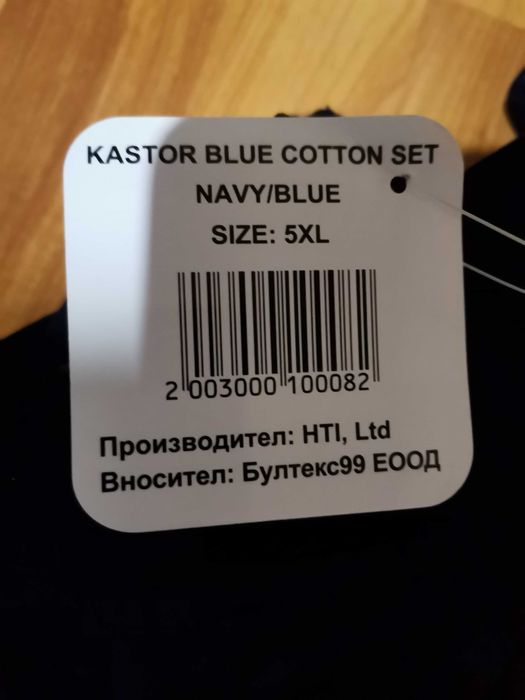 KASTOR BLUE COTTON SET
NAVY/BLUE
SIZE: 5XL
2 003000 100082
Производител: HTI, Ltd
Вносител: Бултекс99 ЕООД